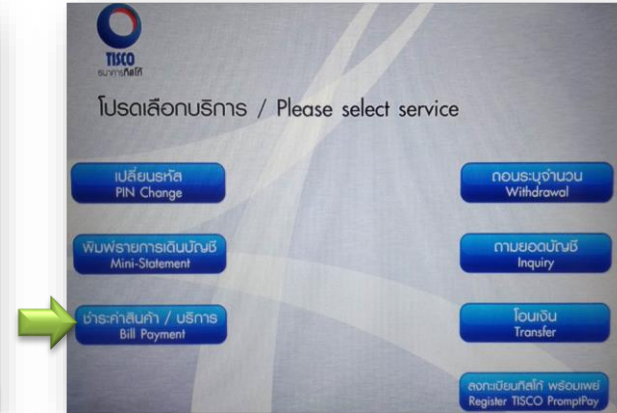 TISCO
ธนาคารทิสโก้
โปรดเลือกบริการ / Please select service
เปลี่ยนรหัส
PIN Change
ถอนระบุจำนวน
Withdrawal
พิมพ์รายการเดินบัญชี
Mini-Statement
ถามยอดบัญชี
Inquiry
ชำระค่าสินค้า / บริการ
Bill Payment
โอนเงิน
Transfer
ลงทะเบียนทิสโก้ พร้อมเพย์
Register TISCO PromptPay